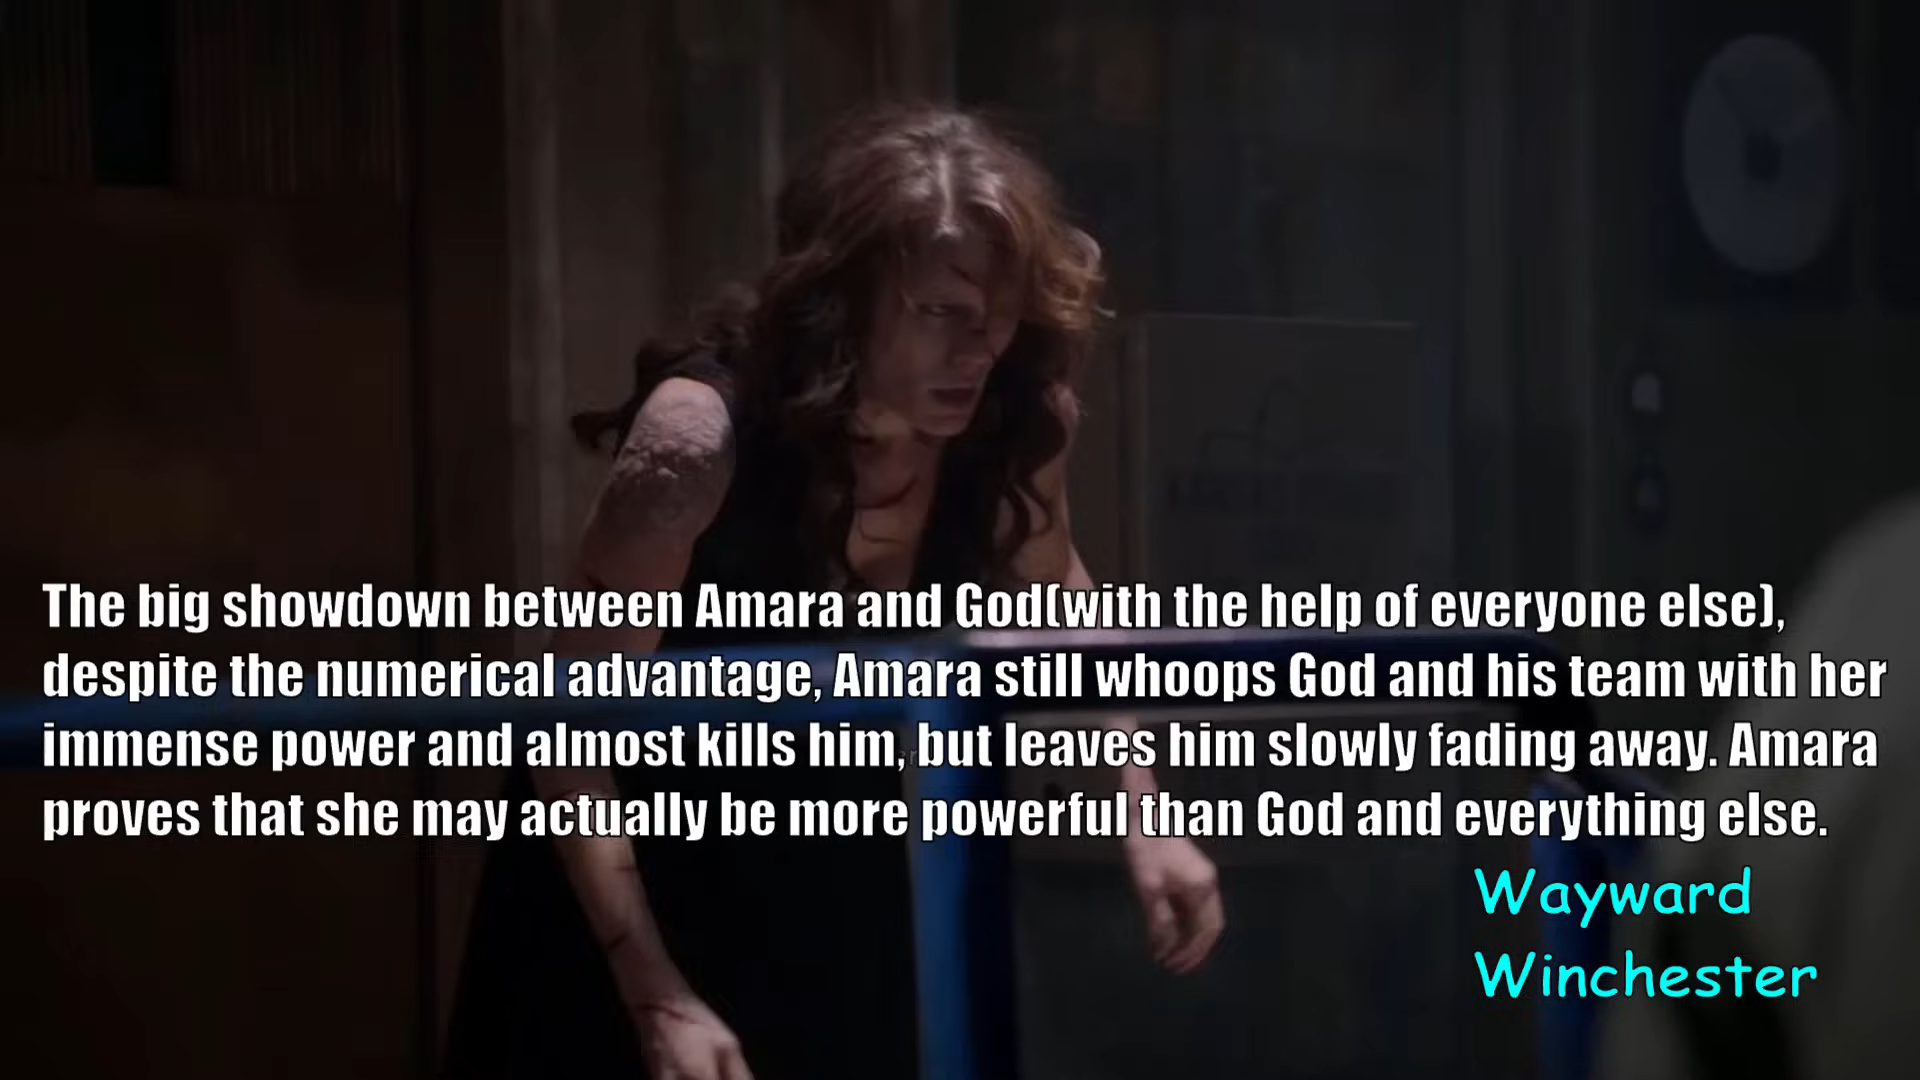 The big showdown between Amara and God(with the help of everyone else),
despite the numerical advantage, Amara still whoops God and his team with her
immense power and almost kills him, but leaves him slowly fading away. Amara
proves that she may actually be more powerful than God and everything else.
Wayward
Winchester